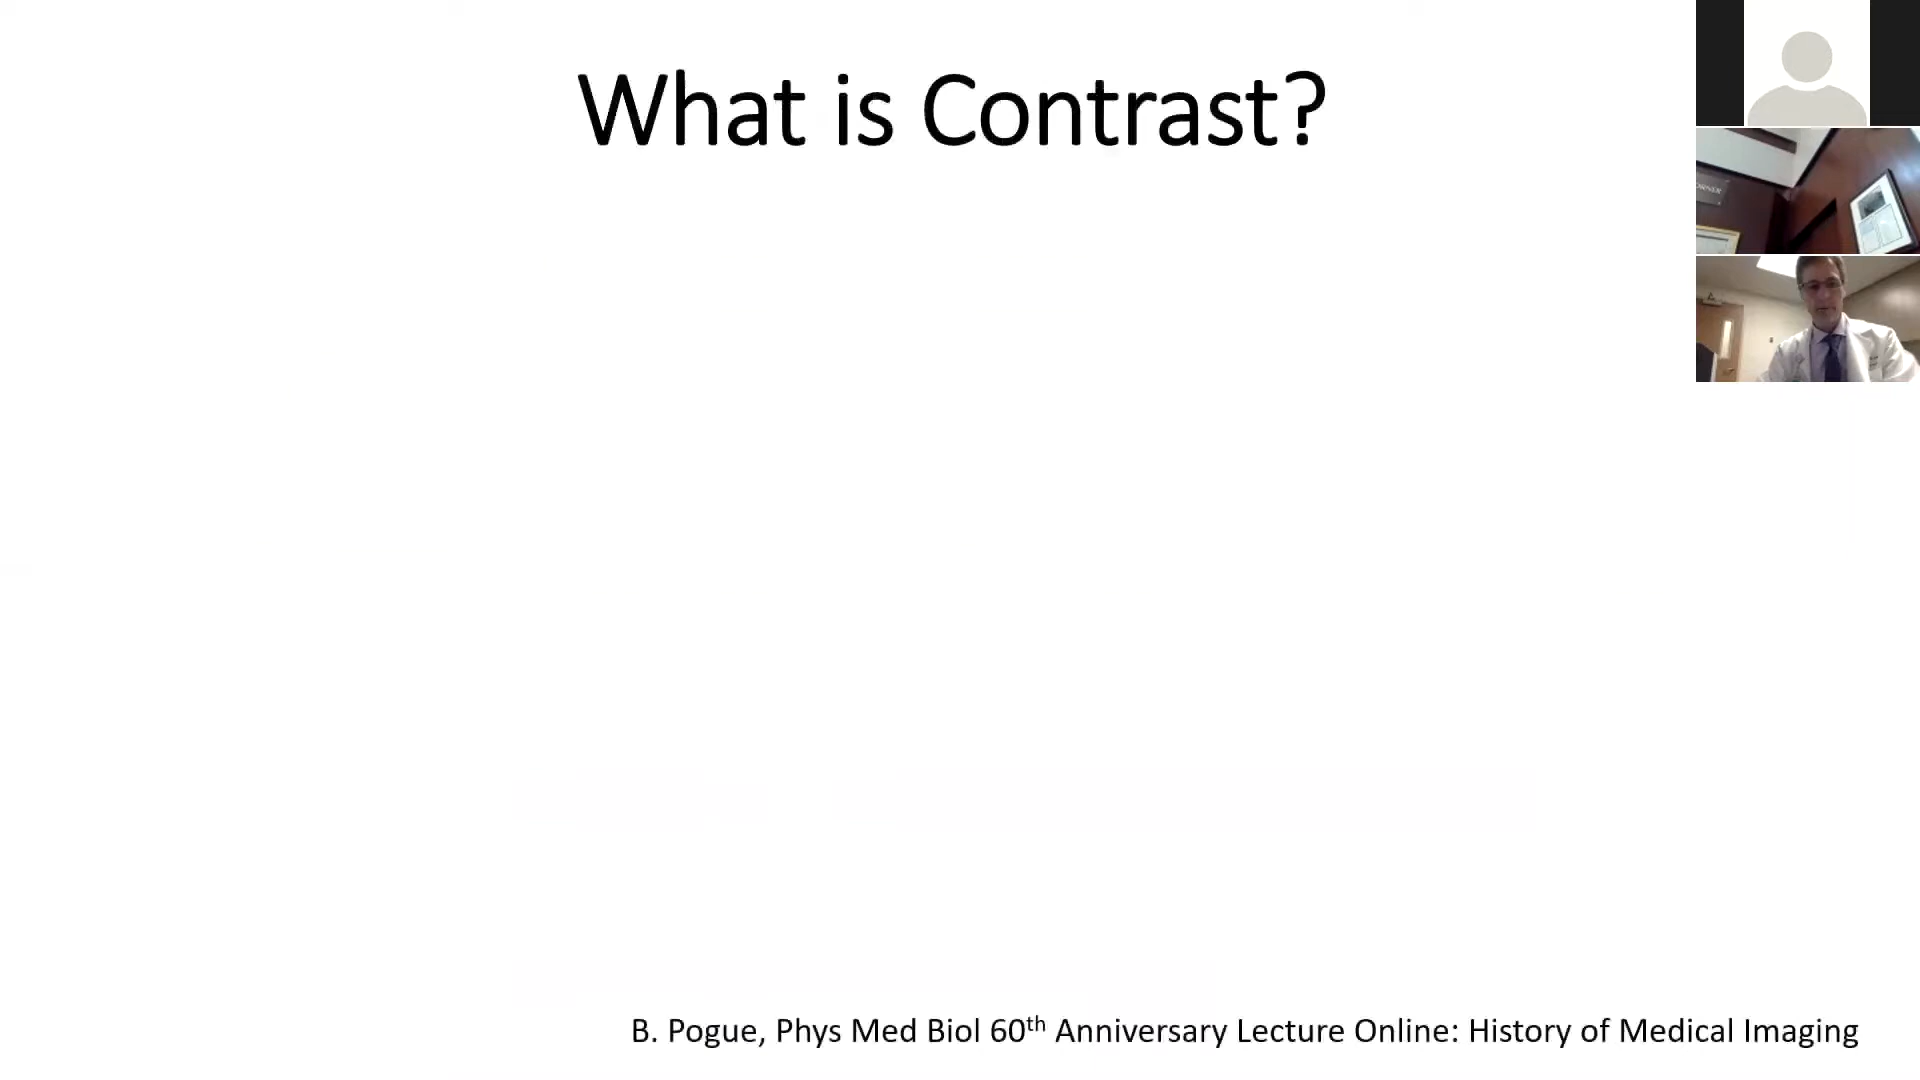 What is Contrast?
B. Pogue, Phys Med Biol 60th Anniversary Lecture Online: History of Medical Imaging